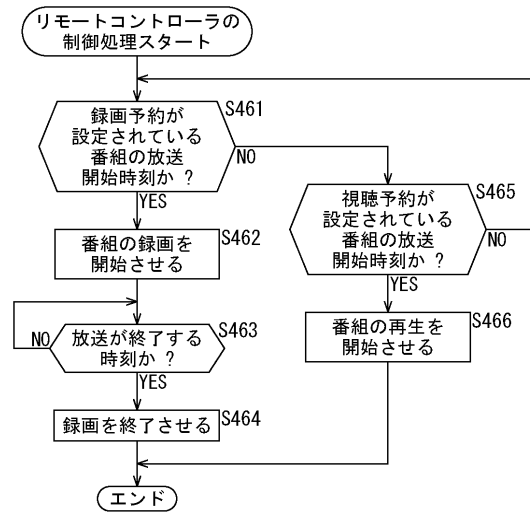 リモートコントローラの
制御処理スタート
録画予約が
設定されている
番組の放送
開始時刻か ?
S461
NO
YES
番組の録画を
開始させる
S462
放送が終了する
時刻か ?
S463
NO
YES
録画を終了させる
S464
視聴予約が
設定されている
番組の放送
開始時刻か ?
S465
NO
YES
番組の再生を
開始させる
S466
エンド